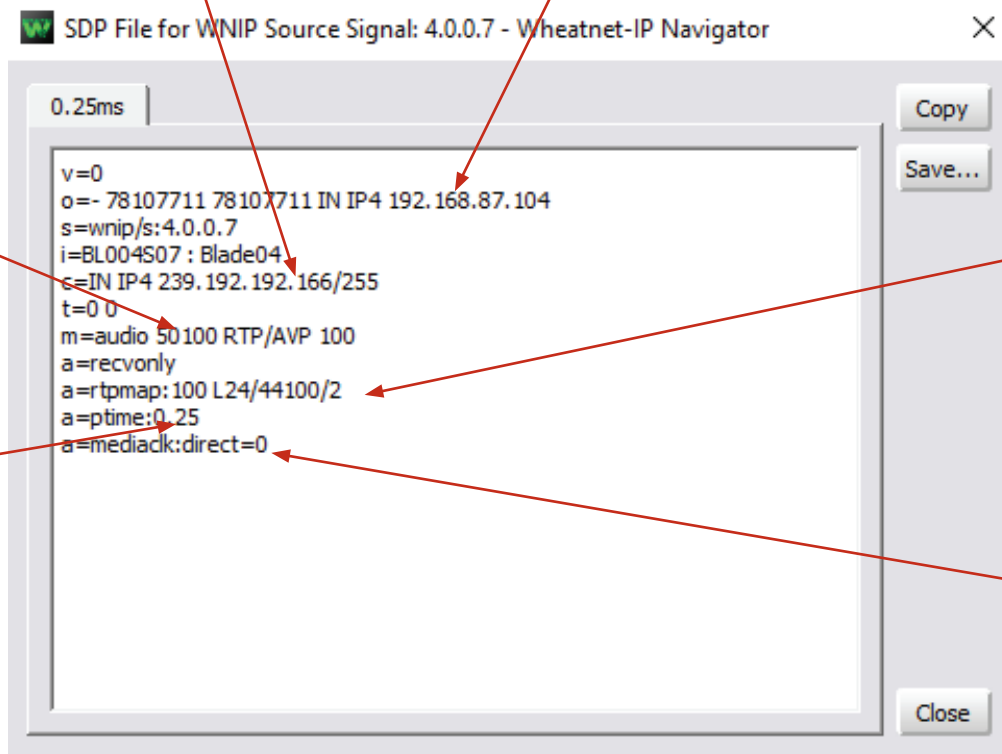 SDP File for WNIP Source Signal: 4.0.0.7 - Wheatnet-IP Navigator
0.25ms
Copy
Save...
v=0
o=- 78107711 78107711 IN IP4 192.168.87.104
s=wnip/s:4.0.0.7
i=BL004S07 : Blade04
c=IN IP4 239.192.192.166/255
t=0 0
m=audio 50100 RTP/AVP 100
a=recvonly
a=rtpmap:100 L24/44100/2
a=ptime:0.25
a=mediaclk:direct=0
Close